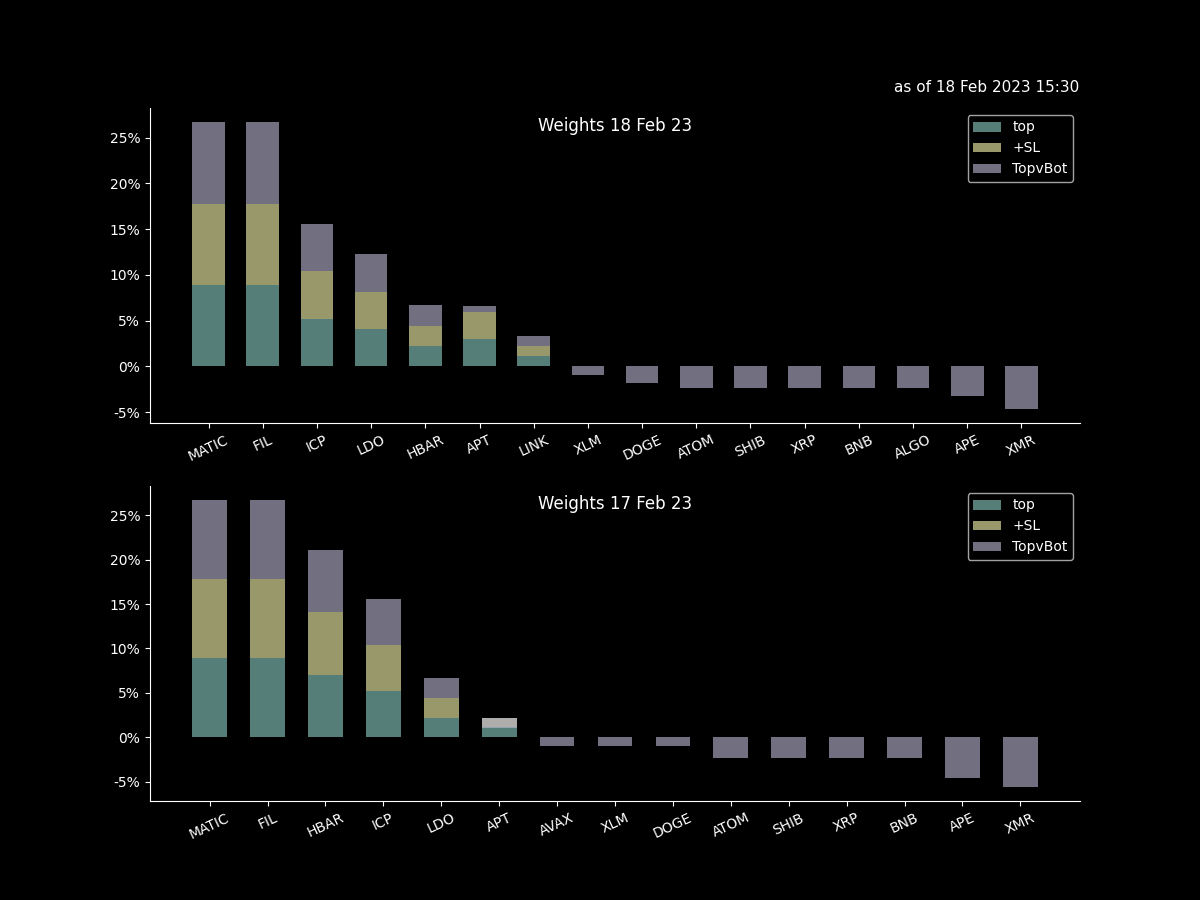 as of 18 Feb 2023 15:30
Weights 18 Feb 23
top
+SL
TopvBot
25%
20%
15%
10%
5%
0%
-5%
MATIC FIL ICP LDO HBAR APT LINK XLM DOGE ATOM SHIB XRP BNB ALGO APE XMR
Weights 17 Feb 23
top
+SL
TopvBot
25%
20%
15%
10%
5%
0%
-5%
MATIC FIL HBAR ICP LDO APT AVAX XLM DOGE ATOM SHIB XRP BNB APE XMR